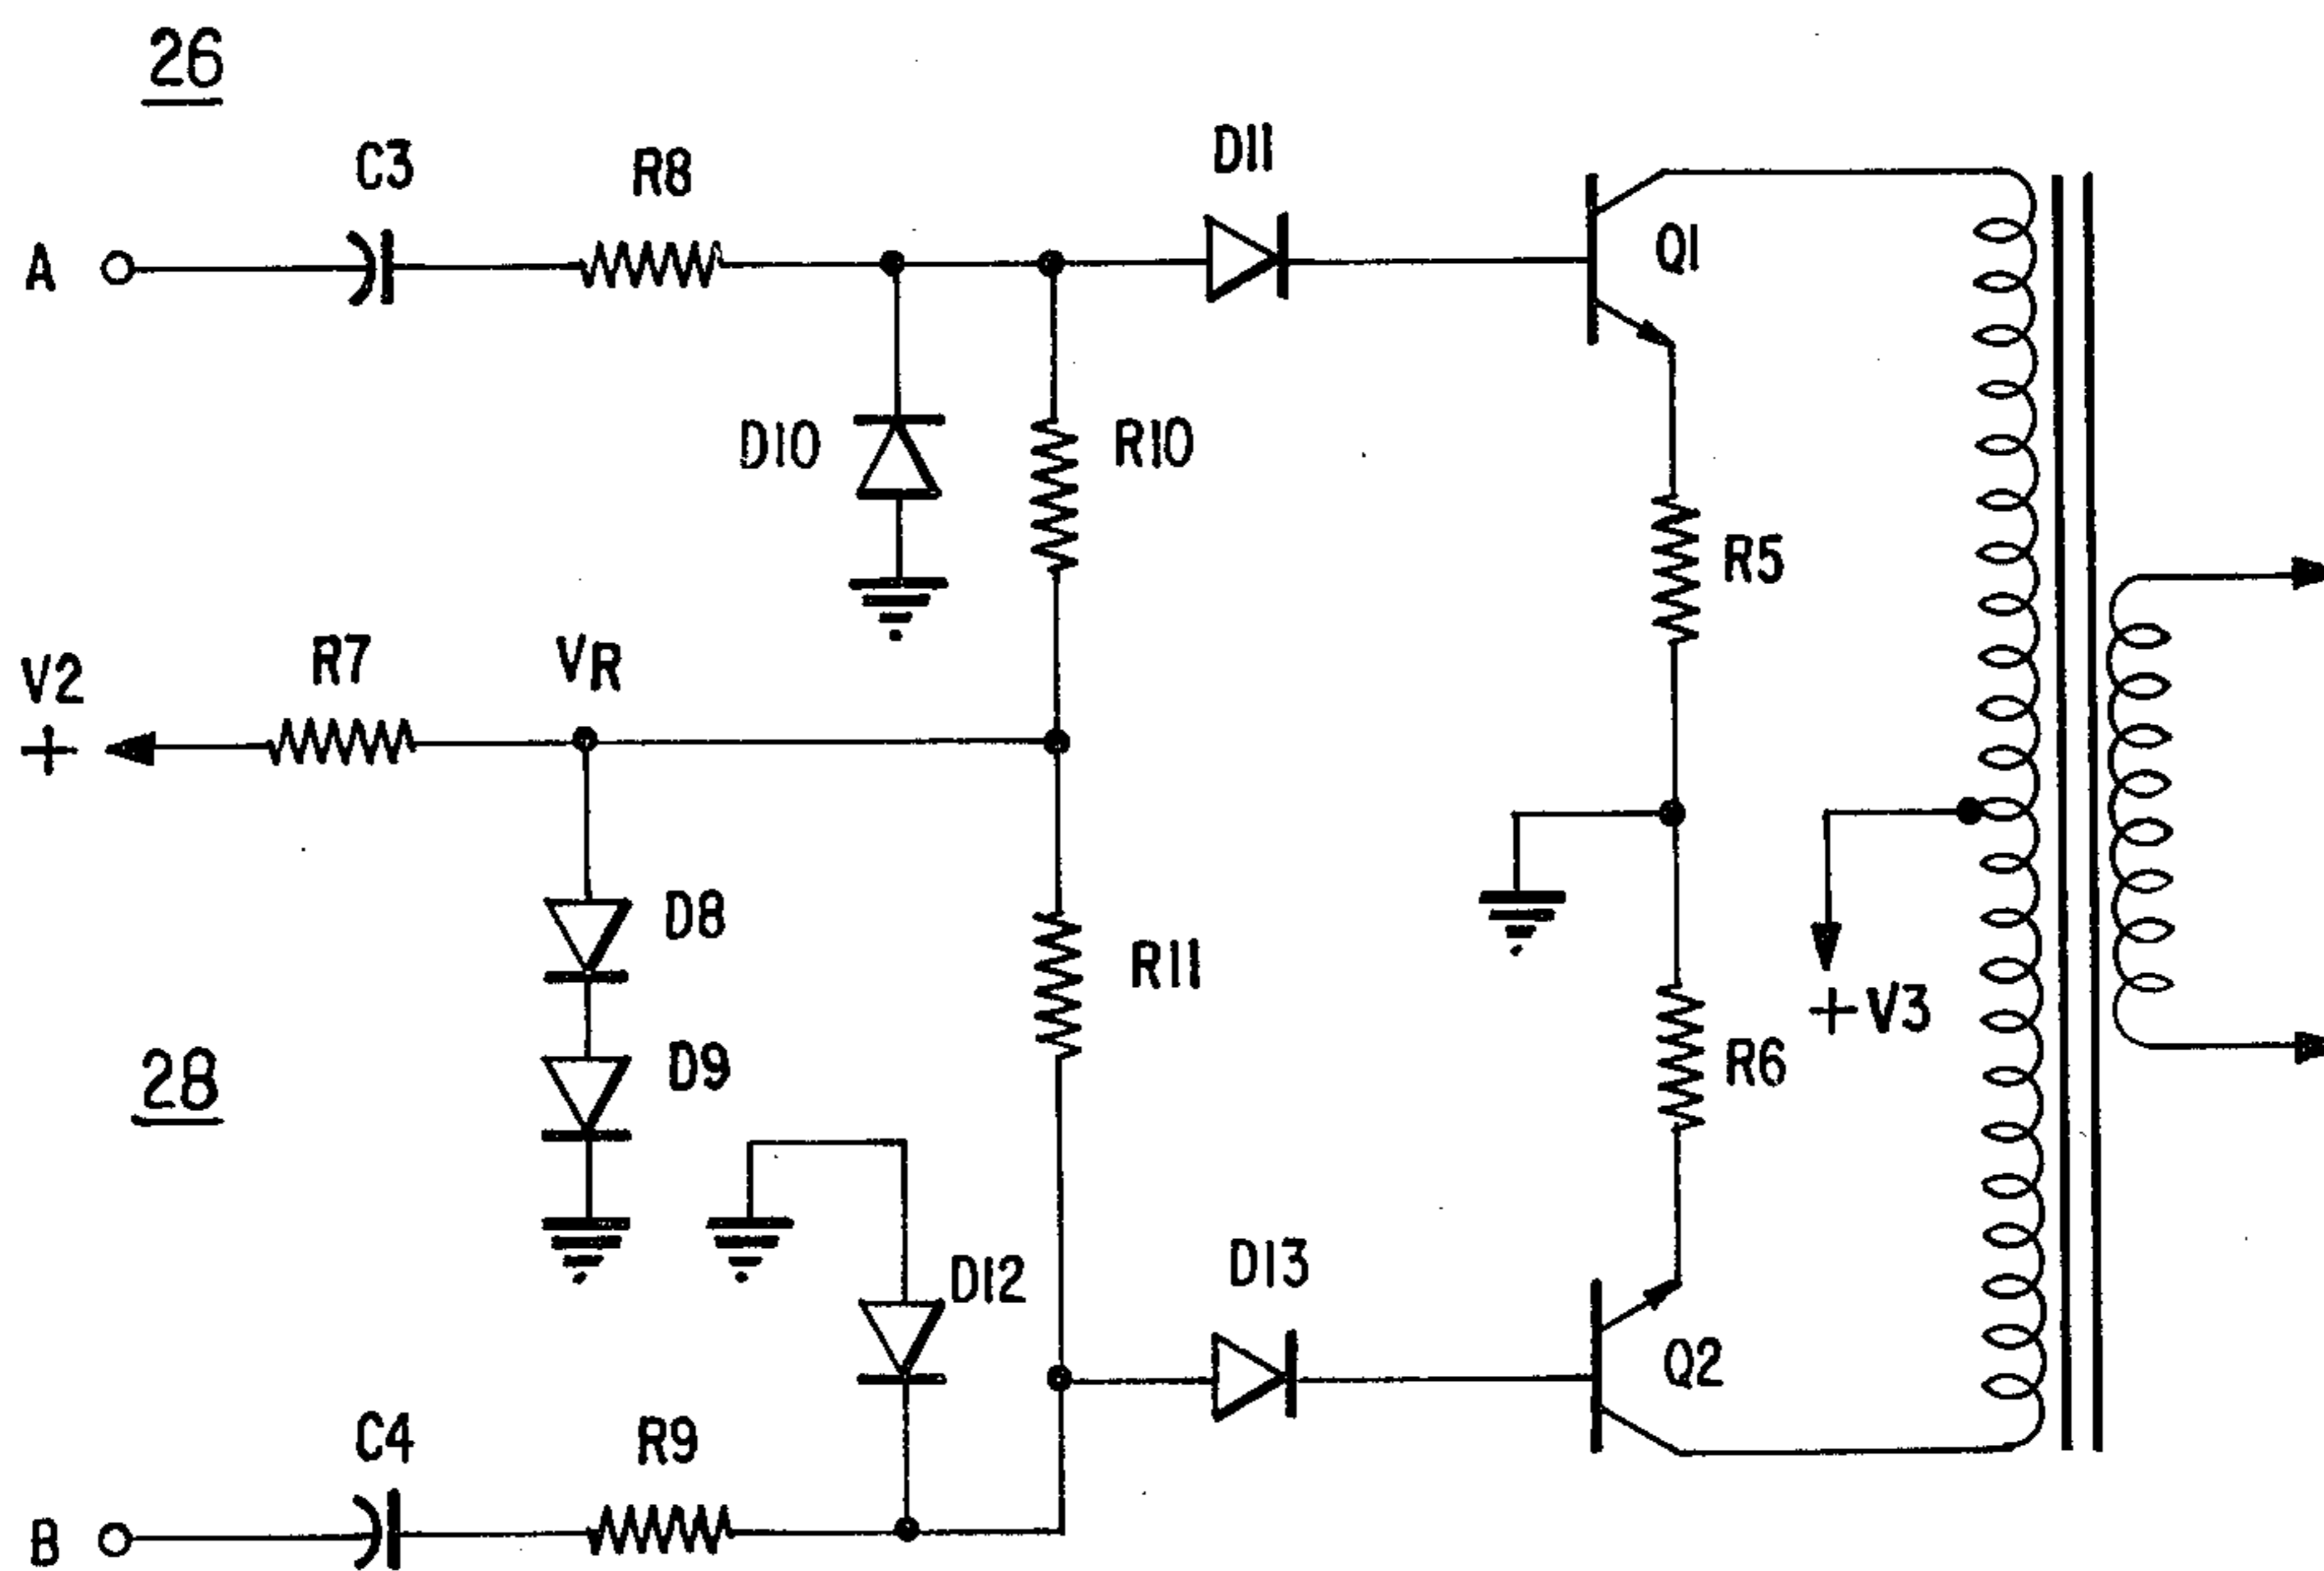 26
C3
R8
D11
A
Q1
D10
R10
R5
V2
+
R7
VR
D8
R11
+V3
D9
R6
28
D12
D13
Q2
C4
R9
B